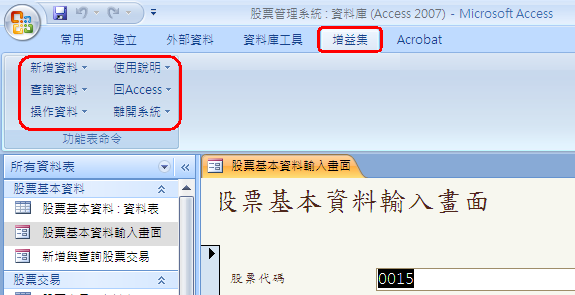 股票管理系統 : 資料庫 (Access 2007) - Microsoft Access
常用 建立 外部資料 資料庫工具 增益集 Acrobat
新增資料 使用說明
查詢資料 回Access
操作資料 離開系統
功能表命令
所有資料表 股票基本資料輸入畫面
股票基本資料
股票基本資料 : 資料表
股票基本資料輸入畫面
新增與查詢股票交易
股票交易
股票基本資料輸入畫面
股票代碼 0015